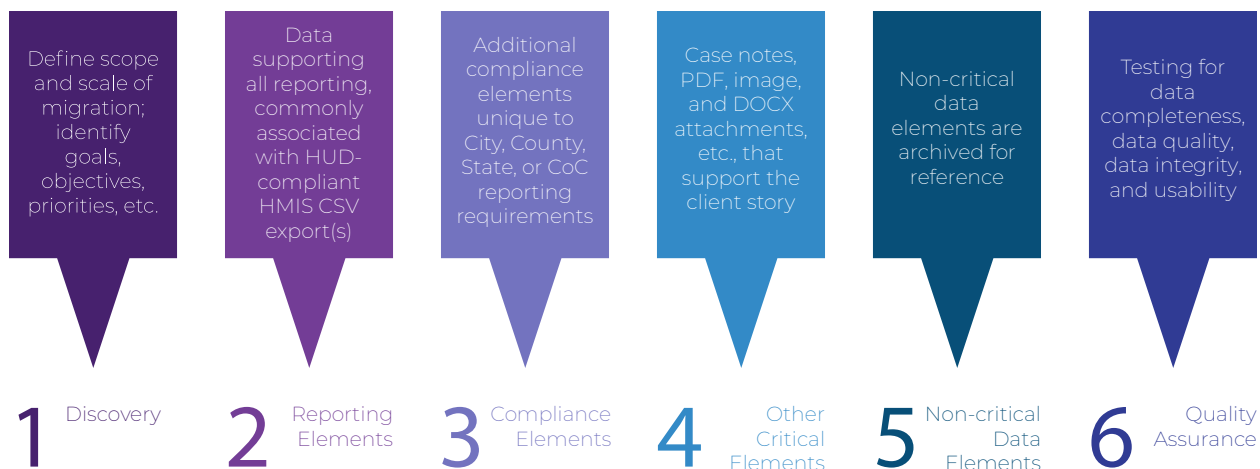 Define scope
and scale of
migration;
identify
goals,
objectives,
priorities, etc.
Data
supporting
all reporting,
commonly
associated
with HUD-
compliant
HMIS CSV
export(s)
Additional
compliance
elements
unique to
City, County,
State, or CoC
reporting
requirements
Case notes,
PDF, image,
and DOCX
attachments,
etc., that
support the
client story
Non-critical
data
elements are
archived for
reference
Testing for
data
completeness,
data quality,
data integrity,
and usability
1 Discovery
2 Reporting
Elements
3 Compliance
Elements
4 Other
Critical
Elements
5 Non-critical
Data
Elements
6 Quality
Assurance